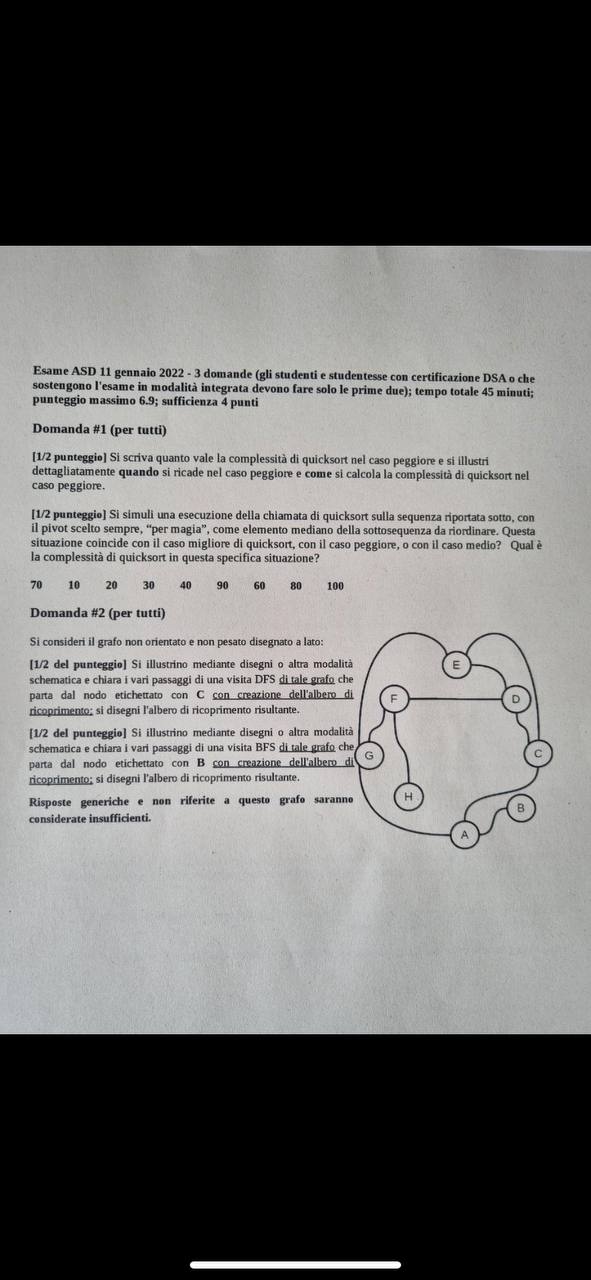 Esame ASD 11 gennaio 2022 - 3 domande (gli studenti e studentesse con certificazione DSA o che
sostengono l'esame in modalità integrata devono fare solo le prime due); tempo totale 45 minuti;
punteggio massimo 6.9; sufficienza 4 punti
Domanda #1 (per tutti)
[1/2 punteggio] Si scriva quanto vale la complessità di quicksort nel caso peggiore e si illustri
dettagliatamente quando si ricade nel caso peggiore e come si calcola la complessità di quicksort nel
caso peggiore.
[1/2 punteggio] Si simuli una esecuzione della chiamata di quicksort sulla sequenza riportata sotto, con
il pivot scelto sempre, "per magia", come elemento mediano della sottosequenza da riordinare. Questa
situazione coincide con il caso migliore di quicksort, con il caso peggiore, o con il caso medio? Qual è
la complessità di quicksort in questa specifica situazione?
70 10 20 30 40 90 60 80 100
Domanda #2 (per tutti)
Si consideri il grafo non orientato e non pesato disegnato a lato:
[1/2 del punteggio] Si illustrino mediante disegni o altra modalità
schematica e chiara i vari passaggi di una visita DFS di tale grafo che
parta dal nodo etichettato con C con creazione dell'albero di
ricoprimento; si disegni l'albero di ricoprimento risultante.
[1/2 del punteggio] Si illustrino mediante disegni o altra modalità
schematica e chiara i vari passaggi di una visita BFS di tale grafo che
parta dal nodo etichettato con B con creazione dell'albero di
ricoprimento; si disegni l'albero di ricoprimento risultante.
Risposte generiche e non riferite a questo grafo saranno
considerate insufficienti.
E
F
D
G
C
H
B
A